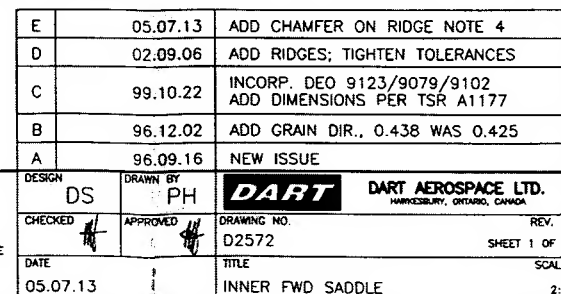 E 05.07.13 ADD CHAMFER ON RIDGE NOTE 4
D 02.09.06 ADD RIDGES; TIGHTEN TOLERANCES
C 99.10.22 INCORP. DEO 9123/9079/9102
ADD DIMENSIONS PER TSR A1177
B 96.12.02 ADD GRAIN DIR., 0.438 WAS 0.425
A 96.09.16 NEW ISSUE
DESIGN DRAWN BY
DS PH DART DART AEROSPACE LTD.
HAWKESBURY, ONTARIO, CANADA
CHECKED APPROVED DRAWING NO. REV.
D2572 SHEET 1 OF
E
DATE TITLE SCAL
05.07.13 INNER FWD SADDLE 2: